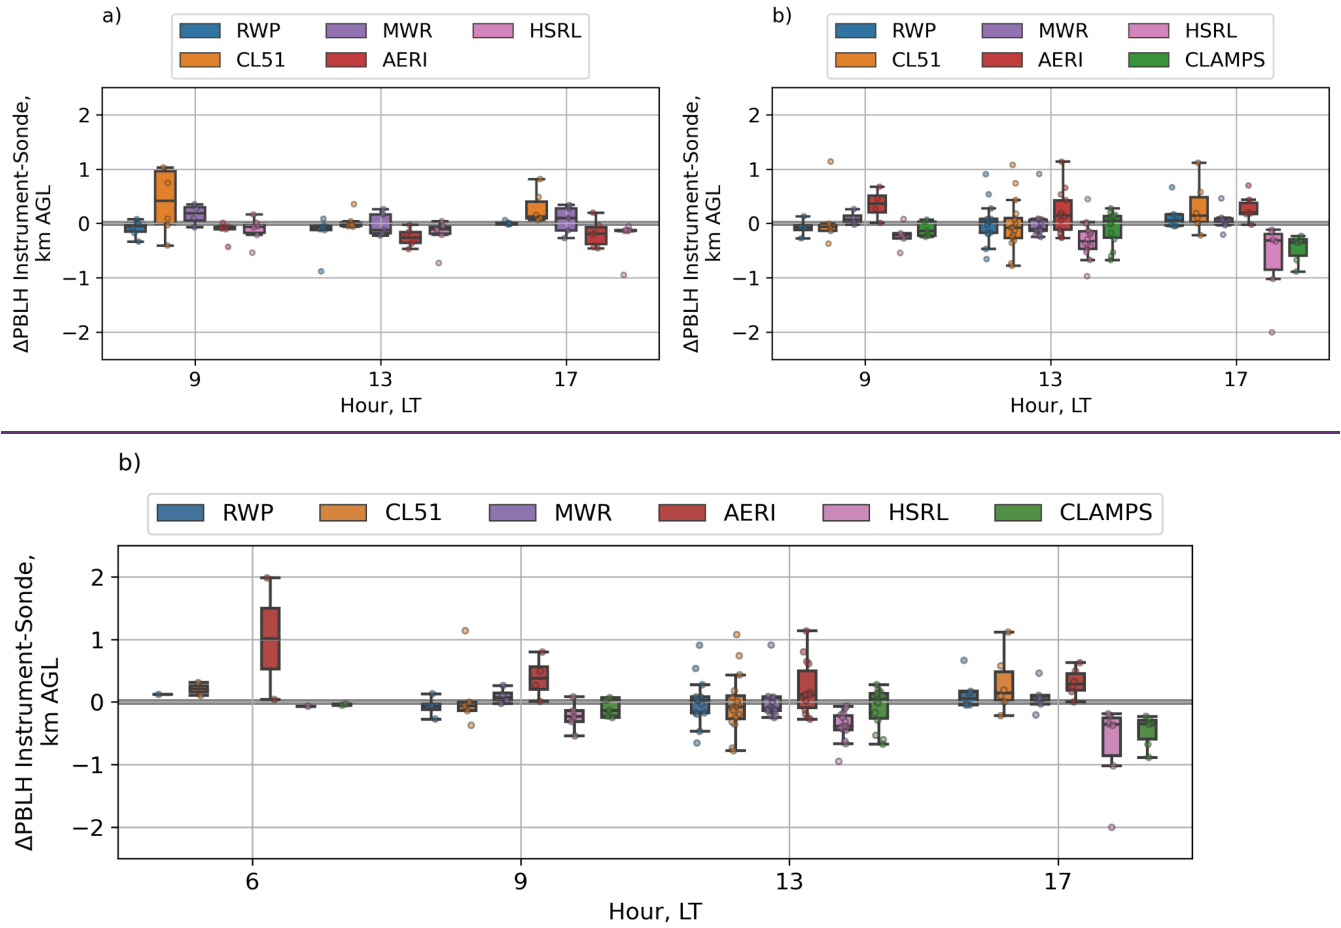 a)
RWP MWR HSRL
CL51 AERI
ΔPBLH Instrument-Sonde,
km AGL
2
1
0
−1
−2
9 13 17
Hour, LT
b)
RWP MWR HSRL
CL51 AERI CLAMPS
ΔPBLH Instrument-Sonde,
km AGL
2
1
0
−1
−2
9 13 17
Hour, LT
b)
RWP CL51 MWR AERI HSRL CLAMPS
ΔPBLH Instrument-Sonde,
km AGL
2
1
0
−1
−2
6 9 13 17
Hour, LT